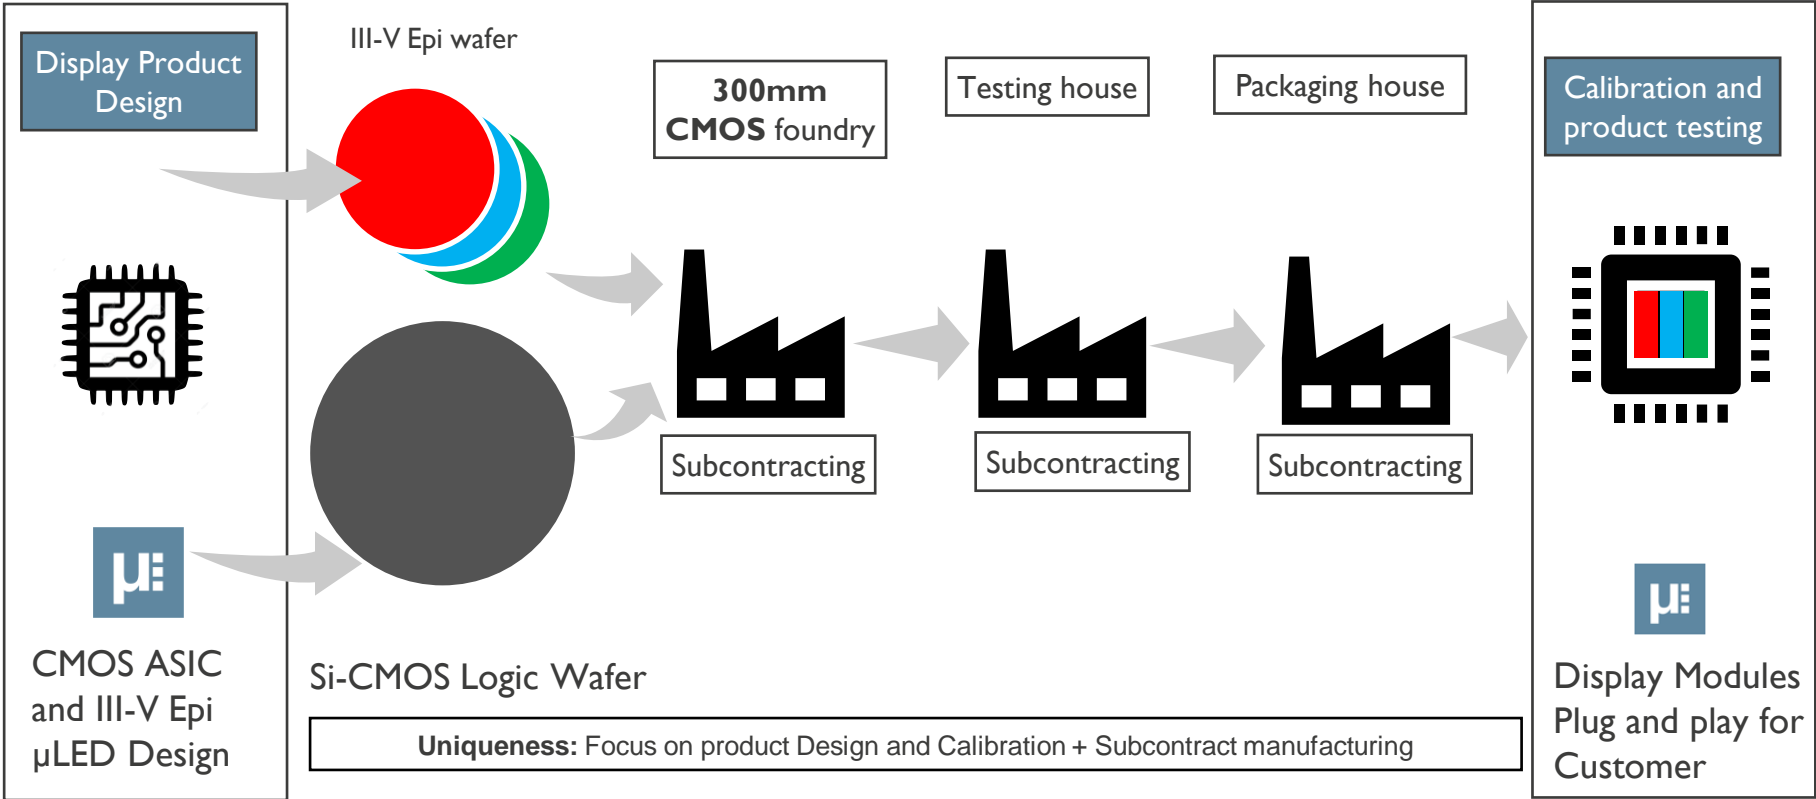 Display Product
Design
III-V Epi wafer
300mm
CMOS foundry
Testing house
Packaging house
Calibration and
product testing
Subcontracting
Subcontracting
Subcontracting
µ
CMOS ASIC
and III-V Epi
µLED Design
Si-CMOS Logic Wafer
Uniqueness: Focus on product Design and Calibration + Subcontract manufacturing
µ
Display Modules
Plug and play for
Customer